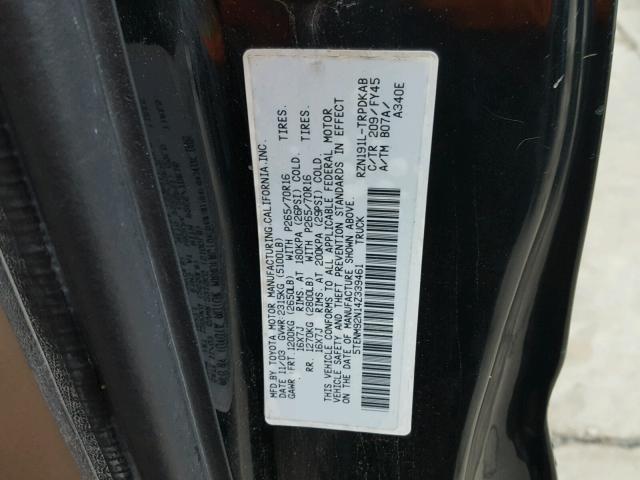 MFD.BY TOYOTA MOTOR MANUFACTURING,CALIFORNIA,INC.
DATE 11/03 GVWR 2315KG (5100LB)
GAWR FRT 1200KG (2650LB) WITH P265/70R16 TIRES.
16X7J RIMS. AT 180KPA (26PSI) COLD.
RR. 1270KG (2800LB) WITH P265/70R16 TIRES.
16X7J RIMS. AT 200KPA (29PSI) COLD.
THIS VEHICLE CONFORMS TO ALL APPLICABLE FEDERAL MOTOR
VEHICLE SAFETY AND THEFT PREVENTION STANDARDS IN EFFECT
ON THE DATE OF MANUFACTURE SHOWN ABOVE.
5TENM92N14Z339461 TRUCK
RZN191L-TRPDKAB
C/TR 209/FY45
A/TM B07A/
A340E